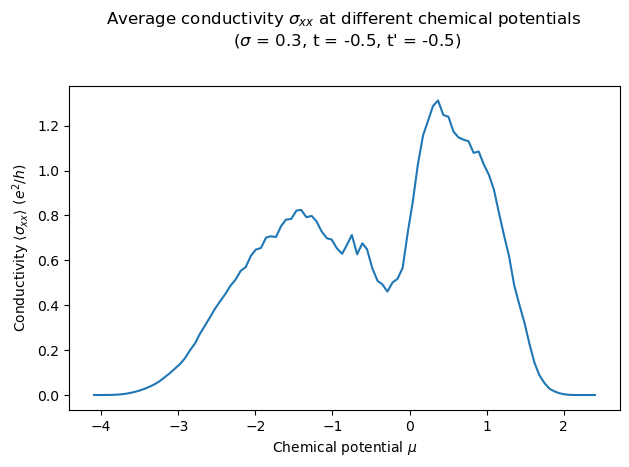 Average conductivity σxx at different chemical potentials
(σ = 0.3, t = -0.5, t' = -0.5)
Conductivity ⟨σxx⟩ (e²/h)
1.2
1.0
0.8
0.6
0.4
0.2
0.0
−4 −3 −2 −1 0 1 2
Chemical potential μ